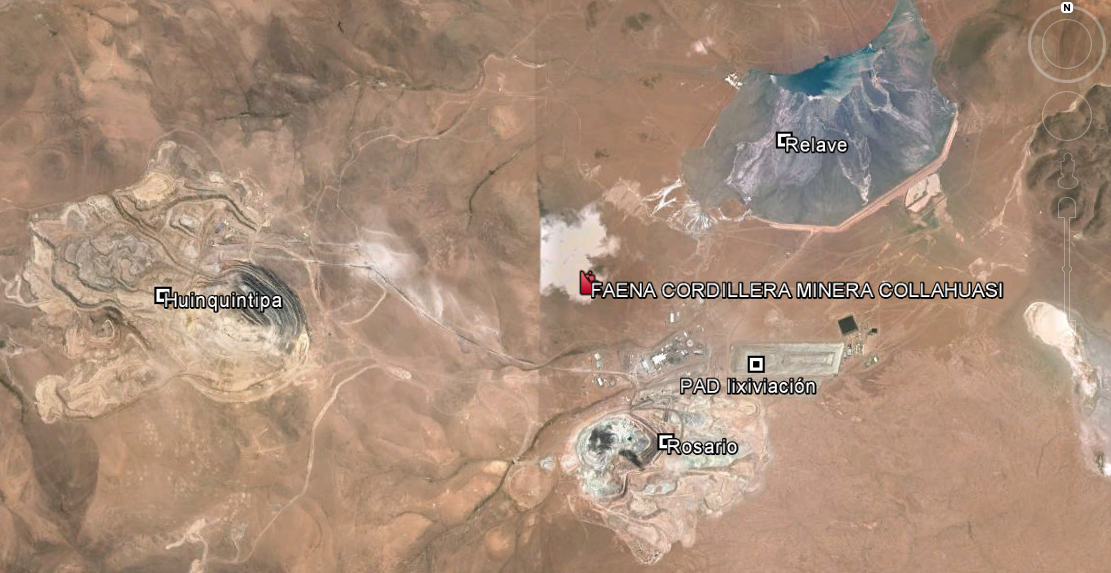 N
Relave
Huinquintipa
FAENA CORDILLERA MINERA COLLAHUASI
PAD lixiviación
Rosario